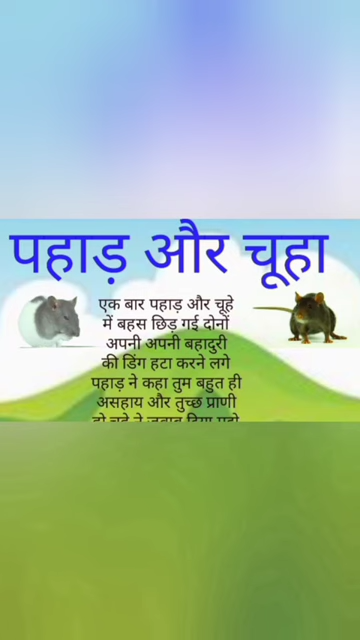 पहाड़ और चूहा
एक बार पहाड़ और चूहे
में बहस छिड़ गई दोनों
अपनी अपनी बहादुरी
की डिंग हटा करने लगे
पहाड़ ने कहा तुम बहुत ही
असहाय और तुच्छ प्राणी